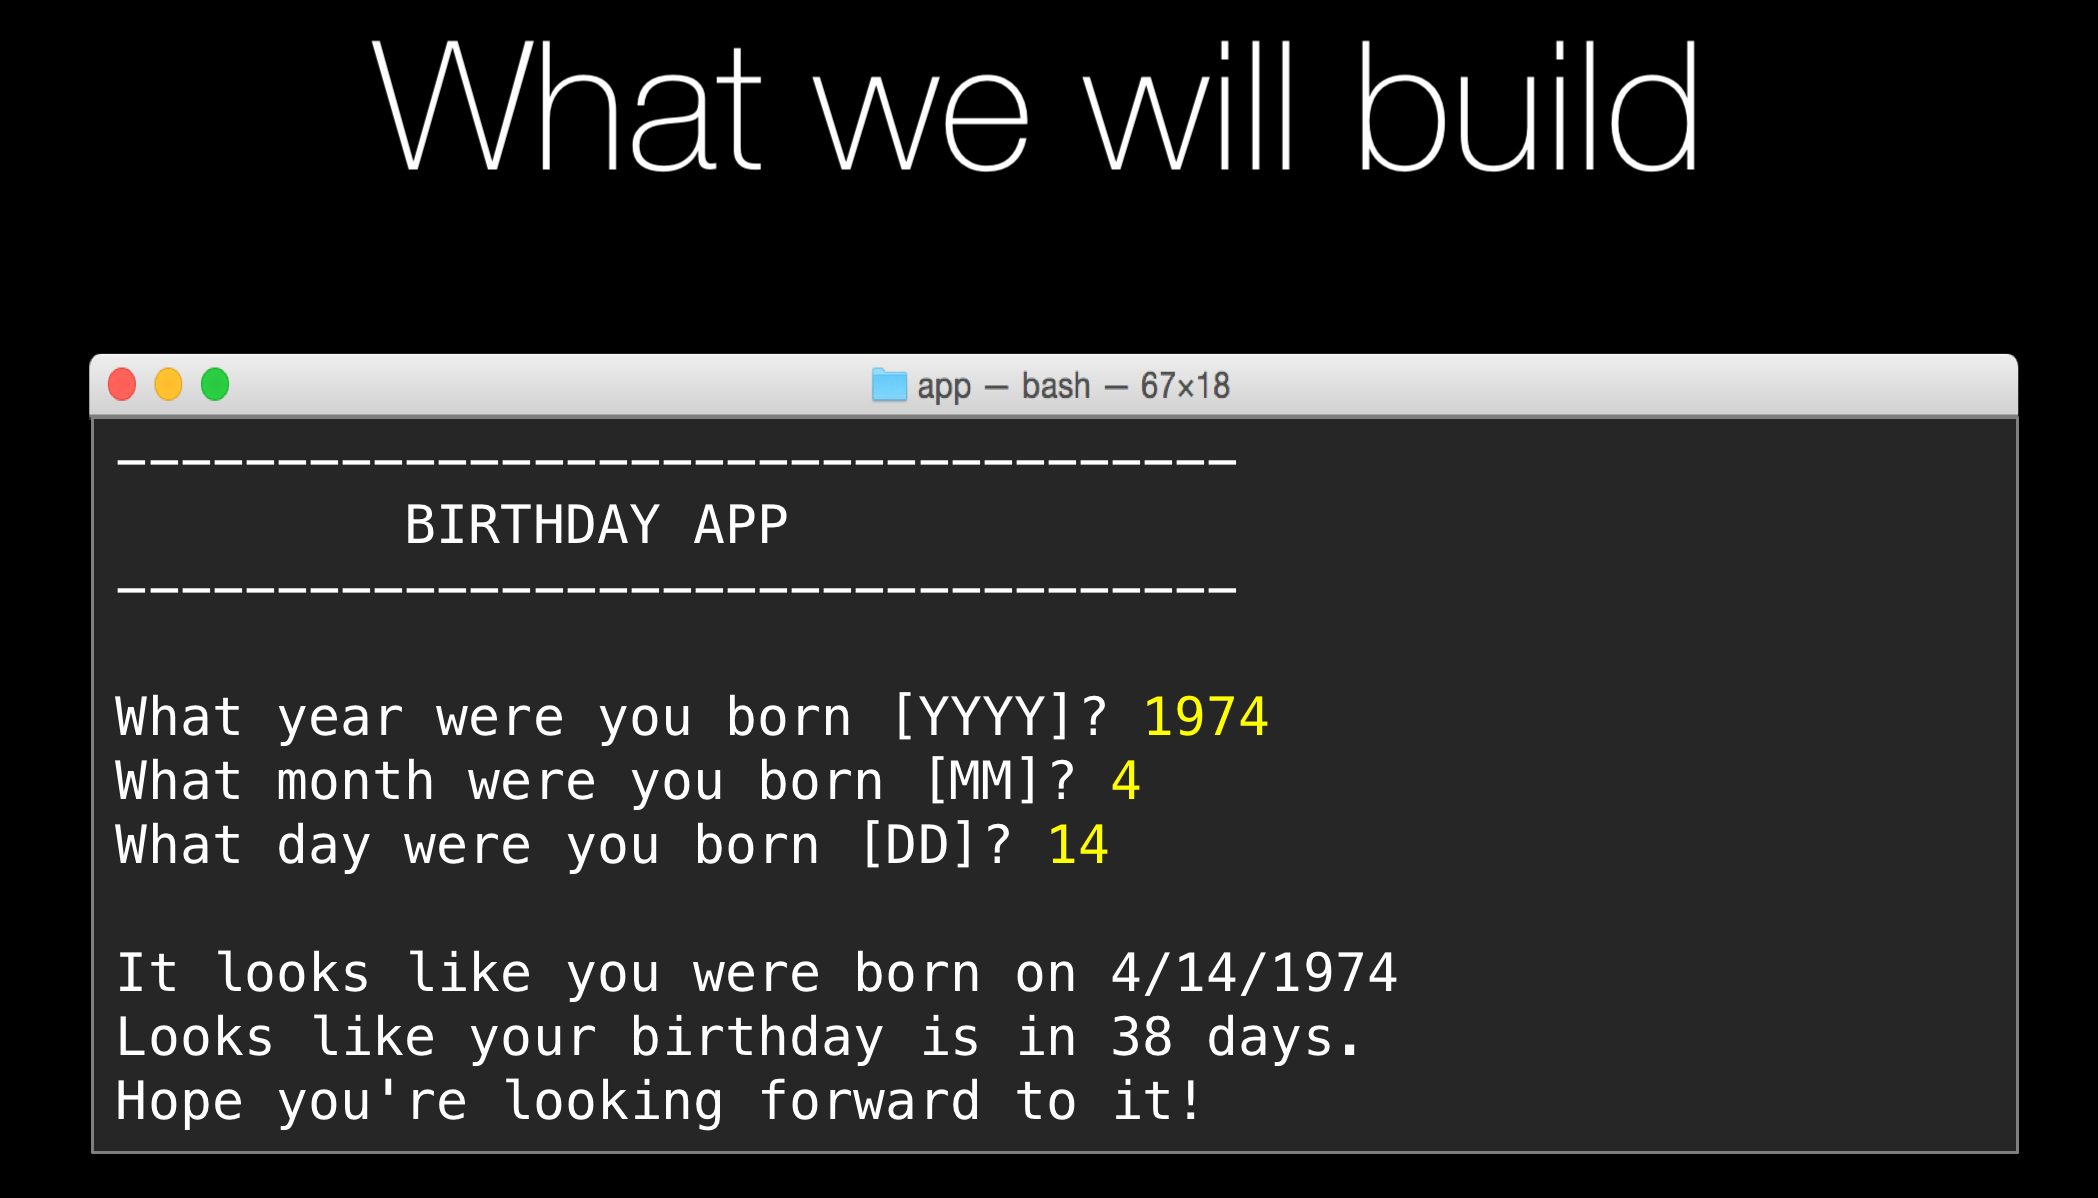 What we will build
app — bash — 67×18
-----------------------------------
BIRTHDAY APP
-----------------------------------
What year were you born [YYYY]? 1974
What month were you born [MM]? 4
What day were you born [DD]? 14
It looks like you were born on 4/14/1974
Looks like your birthday is in 38 days.
Hope you're looking forward to it!